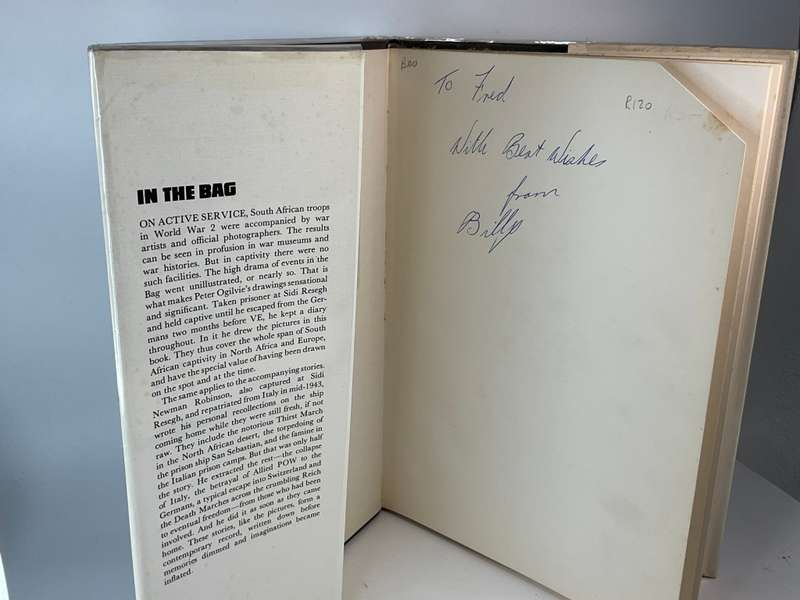 IN THE BAG
ON ACTIVE SERVICE, South African troops
in World War 2 were accompanied by war
artists and official photographers. The results
can be seen in profusion in war museums and
war histories. But in captivity there were no
such facilities. The high drama of events in the
Bag went unillustrated, or nearly so. That is
what makes Peter Ogilvie's drawings sensational
and significant. Taken prisoner at Sidi Resegh
and held captive until he escaped from the Ger-
mans two months before VE, he kept a diary
throughout. In it he drew the pictures in this
book. They thus cover the whole span of South
African captivity in North Africa and Europe,
and have the special value of having been drawn
on the spot and at the time.
The same applies to the accompanying stories.
Newman Robinson, also captured at Sidi
Resegh, and repatriated from Italy in mid-1943,
wrote his personal recollections on the ship
coming home while they were still fresh, if not
raw. They include the notorious Thirst March
in the North African desert, the torpedoing of
the prison ship San Sebastian, and the famine in
the Italian prison camps. But that was only half
the story. He extracted the rest—the collapse
of Italy, the betrayal of Allied POW to the
Germans, a typical escape into Switzerland and
the Death Marches across the crumbling Reich
to eventual freedom—from those who had been
involved. And he did it as soon as they came
home. These stories, like the pictures, form a
contemporary record, written down before
memories dimmed and imaginations became
inflated.
To Fred
R120
With Best Wishes
from
Billy